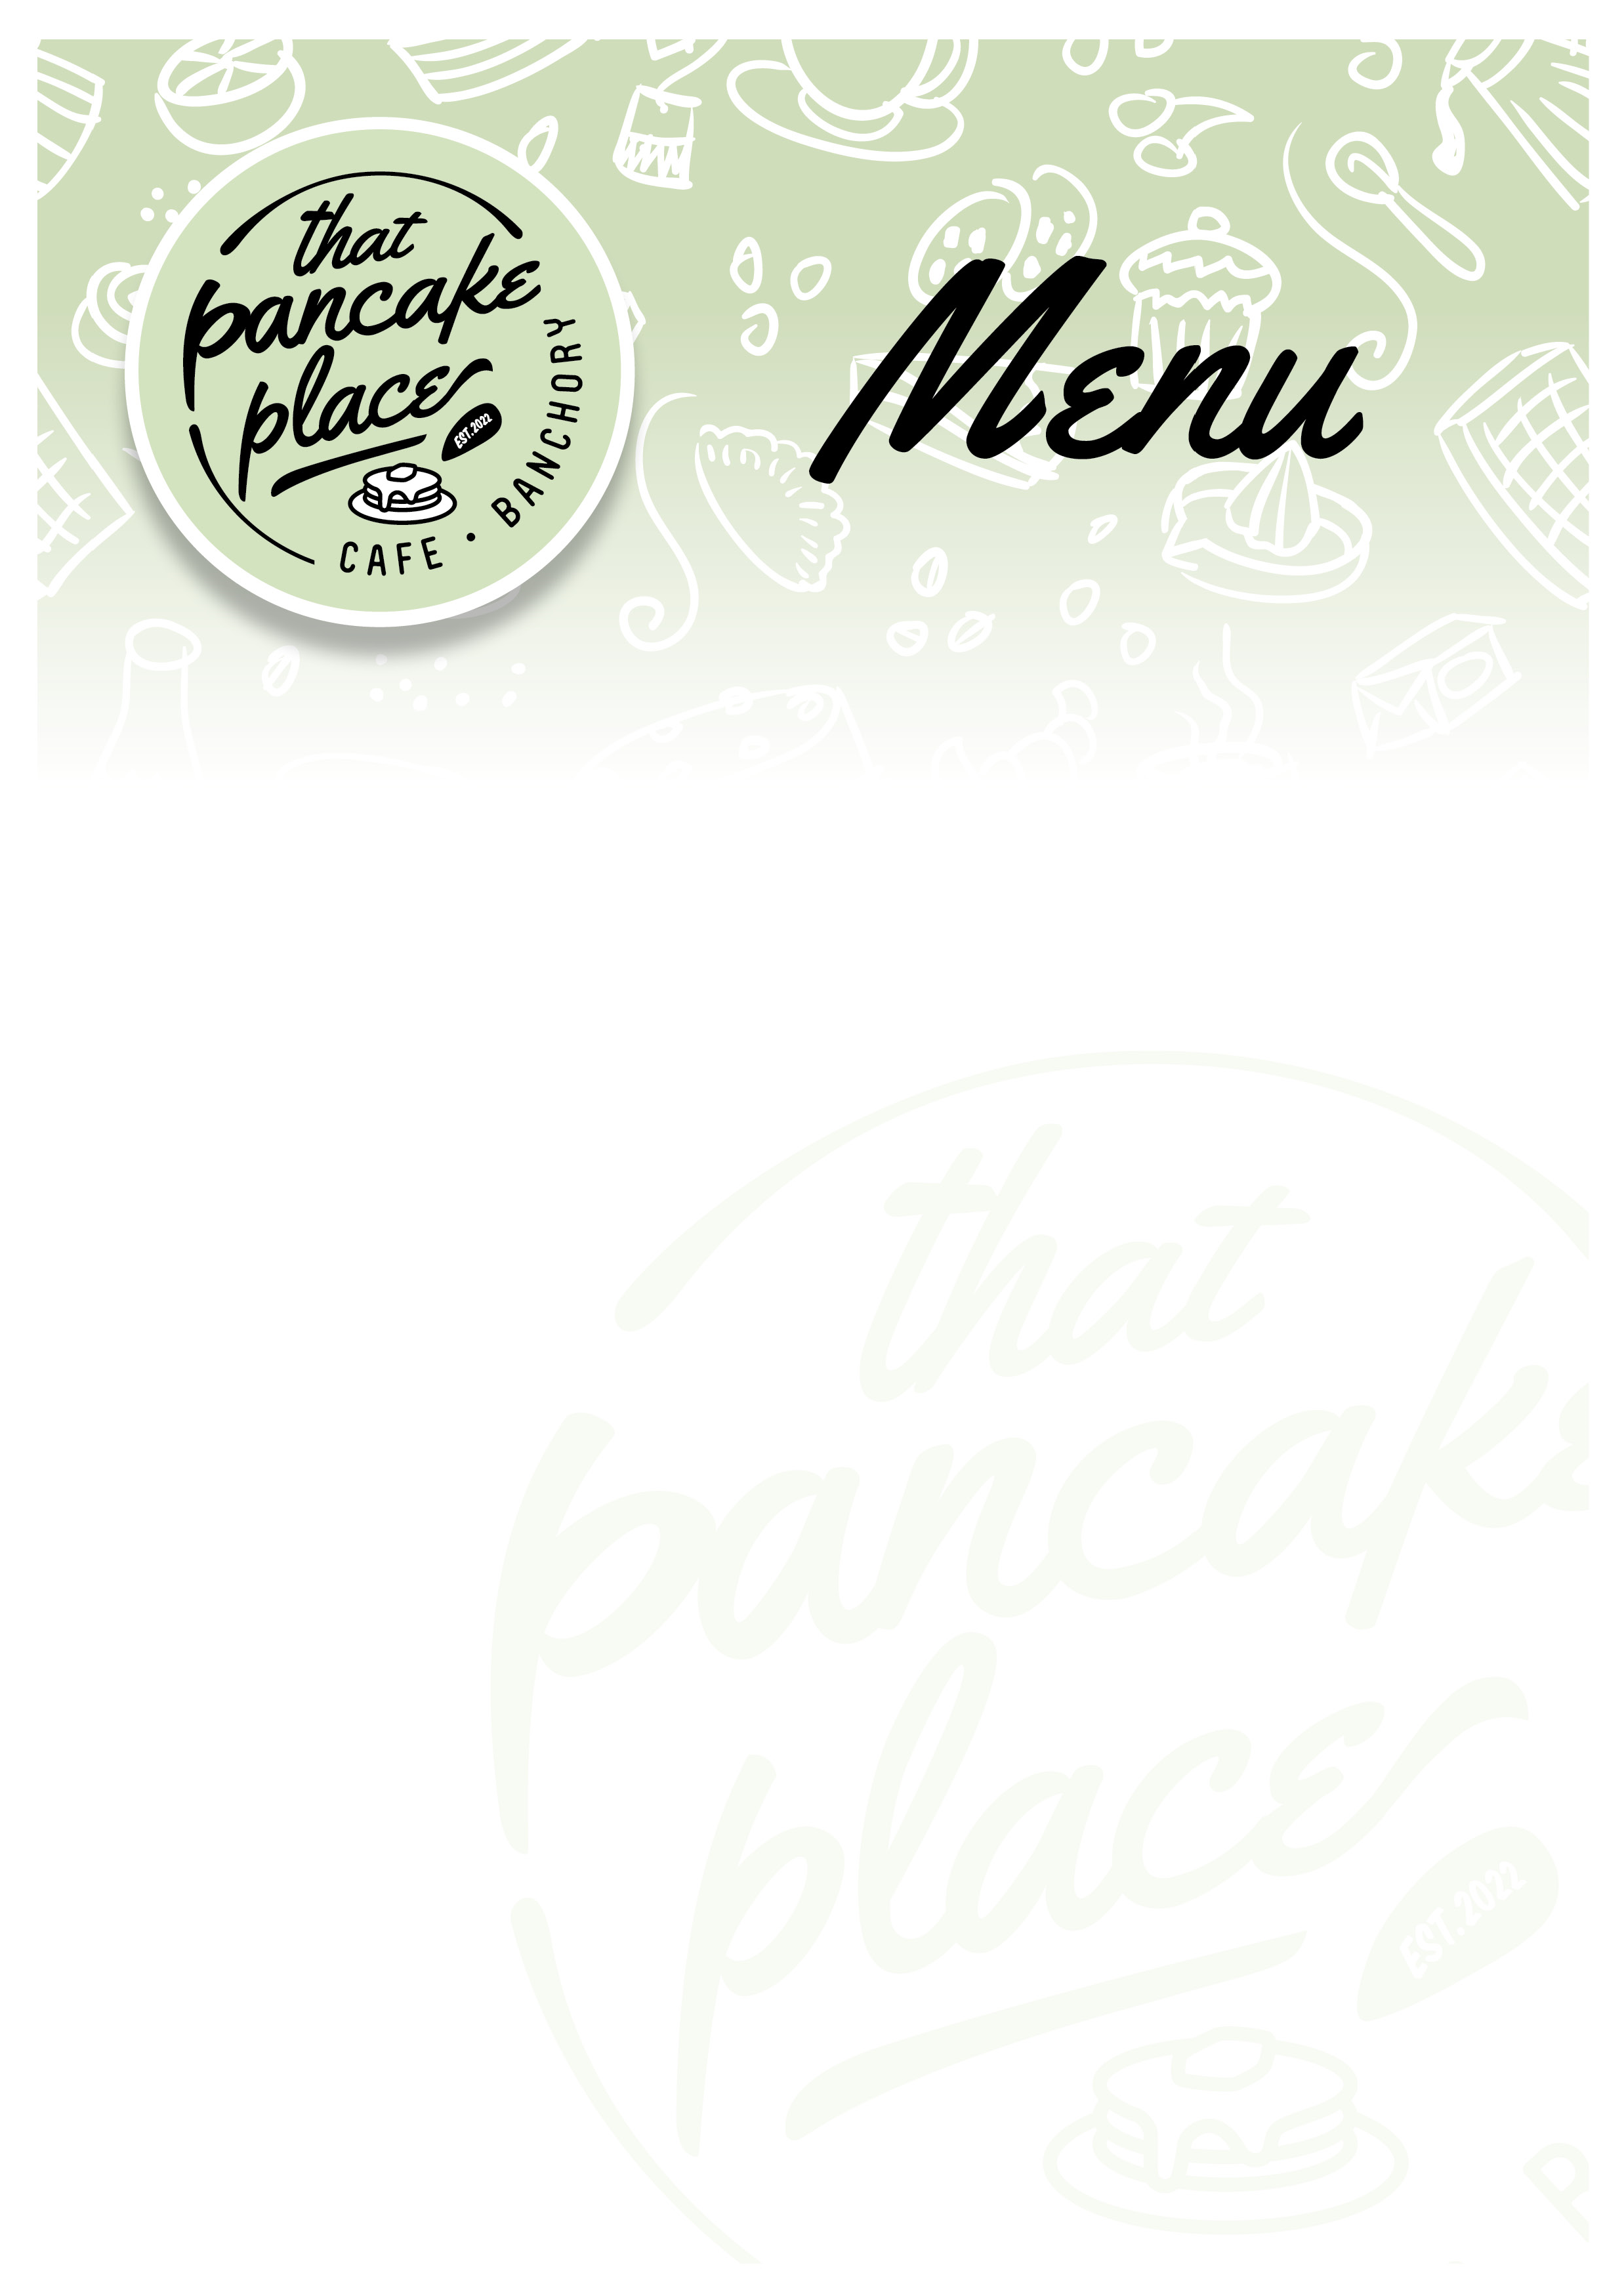 that
pancake
place
EST.2022
CAFE • BANCHORY
Menu
that
pancake
place
EST.2022